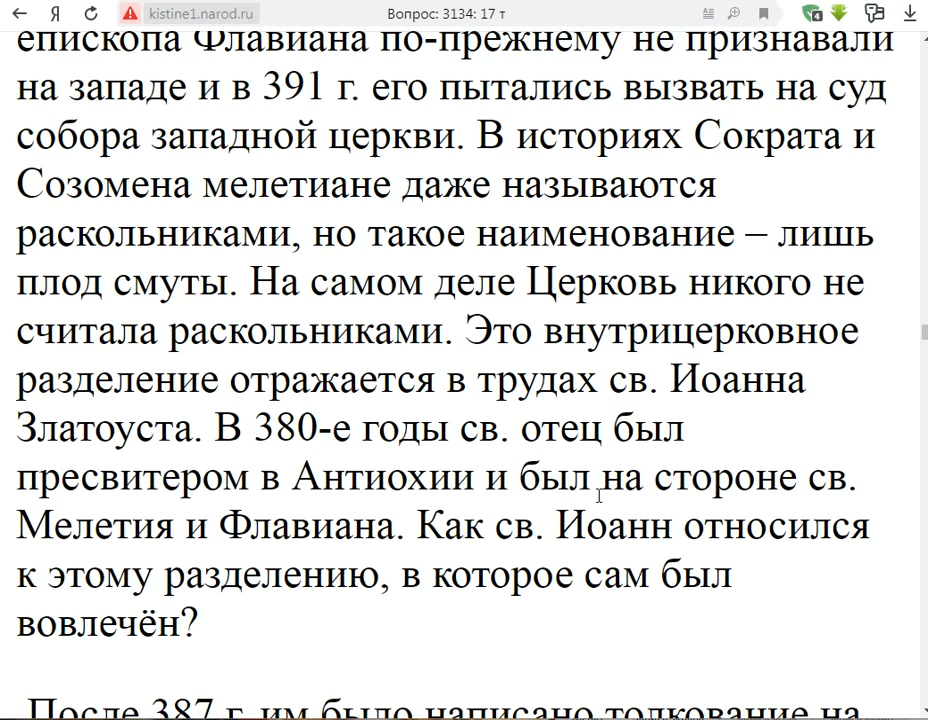 Я
kistine1.narod.ru
Вопрос: 3134: 17 т
4
епископа Флавиана по-прежнему не признавали
на западе и в 391 г. его пытались вызвать на суд
собора западной церкви. В историях Сократа и
Созомена мелетиане даже называются
раскольниками, но такое наименование – лишь
плод смуты. На самом деле Церковь никого не
считала раскольниками. Это внутрицерковное
разделение отражается в трудах св. Иоанна
Златоуста. В 380-е годы св. отец был
пресвитером в Антиохии и был на стороне св.
Мелетия и Флавиана. Как св. Иоанн относился
к этому разделению, в которое сам был
вовлечён?
После 387 г. им было написано толкование на